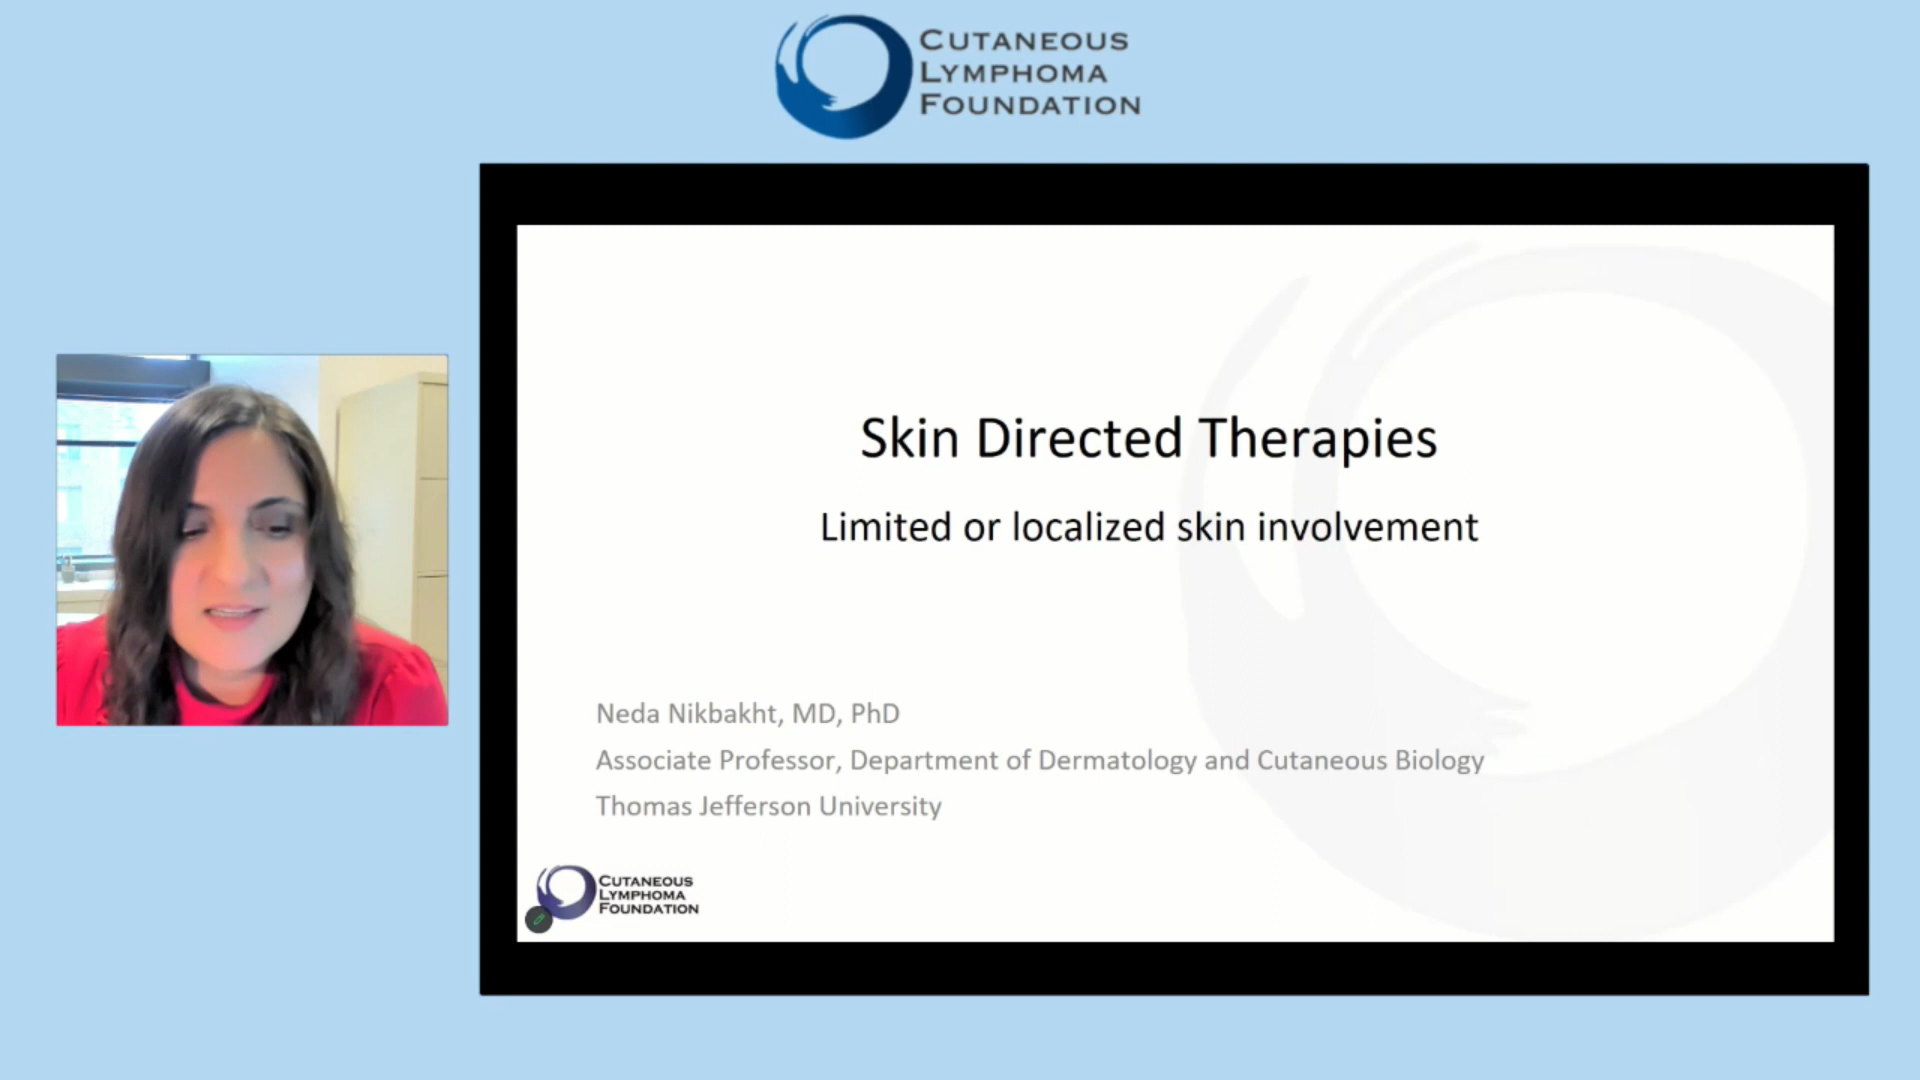 CUTANEOUS
LYMPHOMA
FOUNDATION
Skin Directed Therapies
Limited or localized skin involvement
Neda Nikbakht, MD, PhD
Associate Professor, Department of Dermatology and Cutaneous Biology
Thomas Jefferson University
CUTANEOUS
LYMPHOMA
FOUNDATION